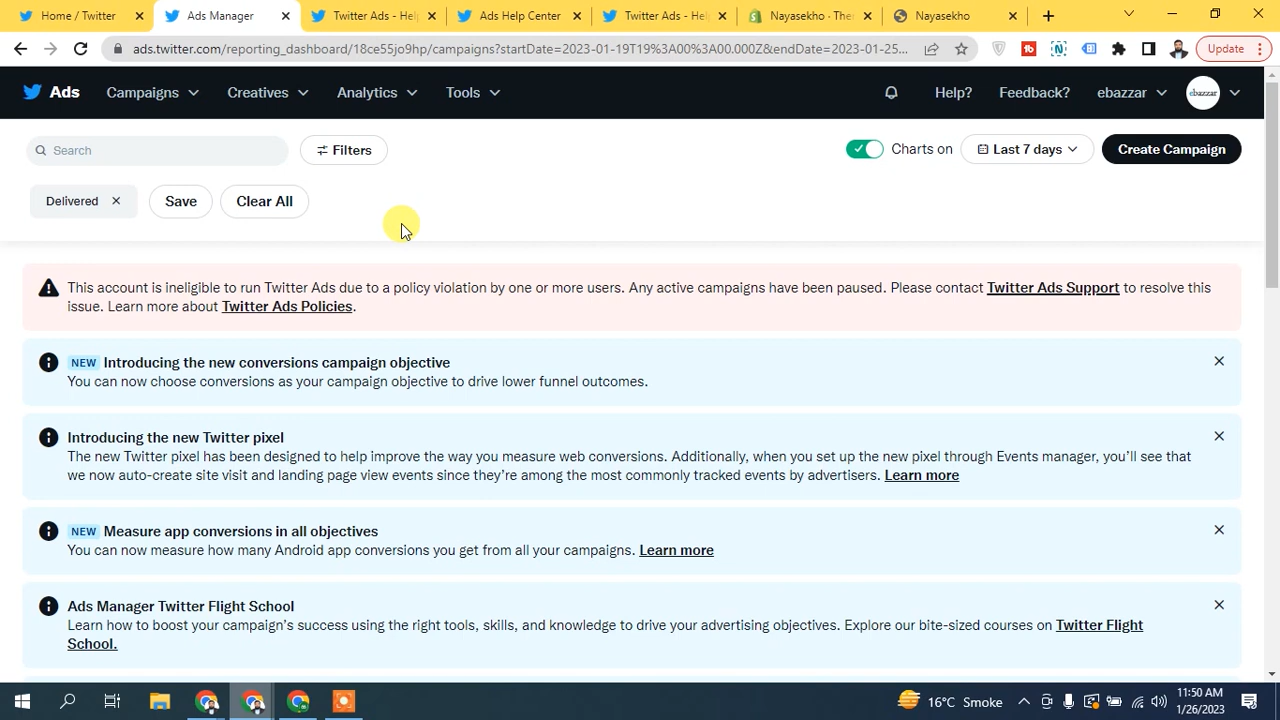 Home / Twitter
Ads Manager
Twitter Ads - Hel
Ads Help Center
Twitter Ads - Hel
Nayasekho - The
Nayasekho
ads.twitter.com/reporting_dashboard/18ce55jo9hp/campaigns?startDate=2023-01-19T19%3A00%3A00.000Z&endDate=2023-01-25...
Update
Ads
Campaigns
Creatives
Analytics
Tools
Help?
Feedback?
ebazzar
ebazzar
Search
Filters
Charts on
Last 7 days
Create Campaign
Delivered
Save
Clear All
This account is ineligible to run Twitter Ads due to a policy violation by one or more users. Any active campaigns have been paused. Please contact Twitter Ads Support to resolve this
issue. Learn more about Twitter Ads Policies.
NEW Introducing the new conversions campaign objective
You can now choose conversions as your campaign objective to drive lower funnel outcomes.
Introducing the new Twitter pixel
The new Twitter pixel has been designed to help improve the way you measure web conversions. Additionally, when you set up the new pixel through Events manager, you'll see that
we now auto-create site visit and landing page view events since they're among the most commonly tracked events by advertisers. Learn more
NEW Measure app conversions in all objectives
You can now measure how many Android app conversions you get from all your campaigns. Learn more
Ads Manager Twitter Flight School
Learn how to boost your campaign's success using the right tools, skills, and knowledge to drive your advertising objectives. Explore our bite-sized courses on Twitter Flight
School.
16°C Smoke
11:50 AM
1/26/2023